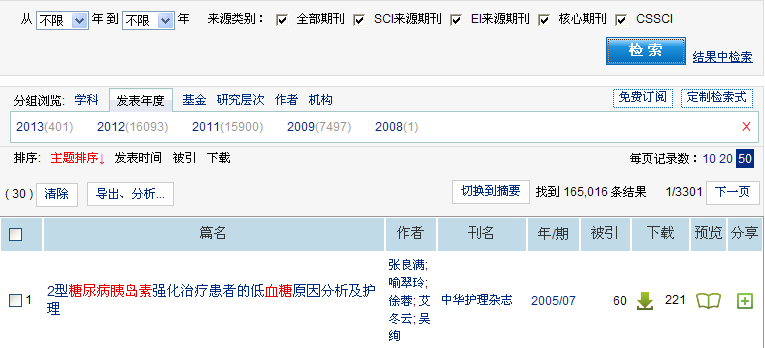 从 不限 年 到 不限 年 来源类别： 全部期刊 SCI来源期刊 EI来源期刊 核心期刊 CSSCI
检 索 结果中检索
分组浏览: 学科 发表年度 基金 研究层次 作者 机构 免费订阅 定制检索式
2013(401) 2012(16093) 2011(15900) 2009(7497) 2008(1) X
排序: 主题排序↓ 发表时间 被引 下载 每页记录数： 10 20 50
( 30 ) 清除 导出、分析... 切换到摘要 找到 165,016 条结果 1/3301 下一页
篇名 作者 刊名 年/期 被引 下载 预览 分享
1 2型糖尿病胰岛素强化治疗患者的低血糖原因分析及护
理
张良满;
喻翠玲;
徐蓉; 艾
冬云; 吴
绚
中华护理杂志 2005/07 60 221